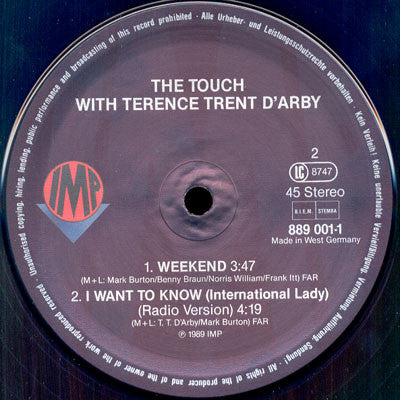 Unauthorised copying, hiring, lending, public performance and broadcasting of this record prohibited · Alle Urheber- und Leistungsschutzrechte vorbehalten · Kein Verleih! Keine unerlaubte Vervielfältigung, Vermietung, Aufführung, Sendung! · All rights of the producer and of the owner of the work reproduced reserved
THE TOUCH
WITH TERENCE TRENT D'ARBY
IMP
2
LC 8747
45 Stereo
B.I.E.M. STEMRA
889 001-1
Made in West Germany
1. WEEKEND 3:47
(M+L: Mark Burton/Benny Braun/Norris William/Frank Itt) FAR
2. I WANT TO KNOW (International Lady)
(Radio Version) 4:19
(M+L: T. T. D'Arby/Mark Burton) FAR
℗ 1989 IMP